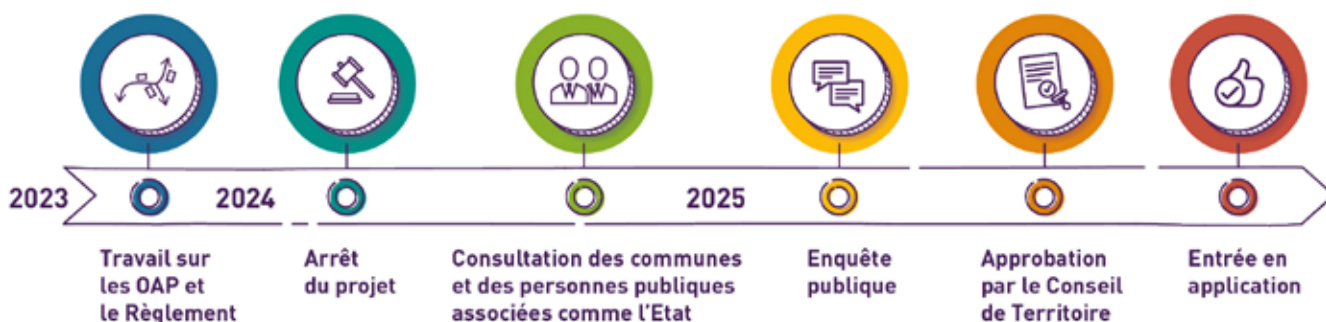 2023
2024
2025
Travail sur
les OAP et
le Règlement
Arrêt
du projet
Consultation des communes
et des personnes publiques
associées comme l'Etat
Enquête
publique
Approbation
par le Conseil
de Territoire
Entrée en
application